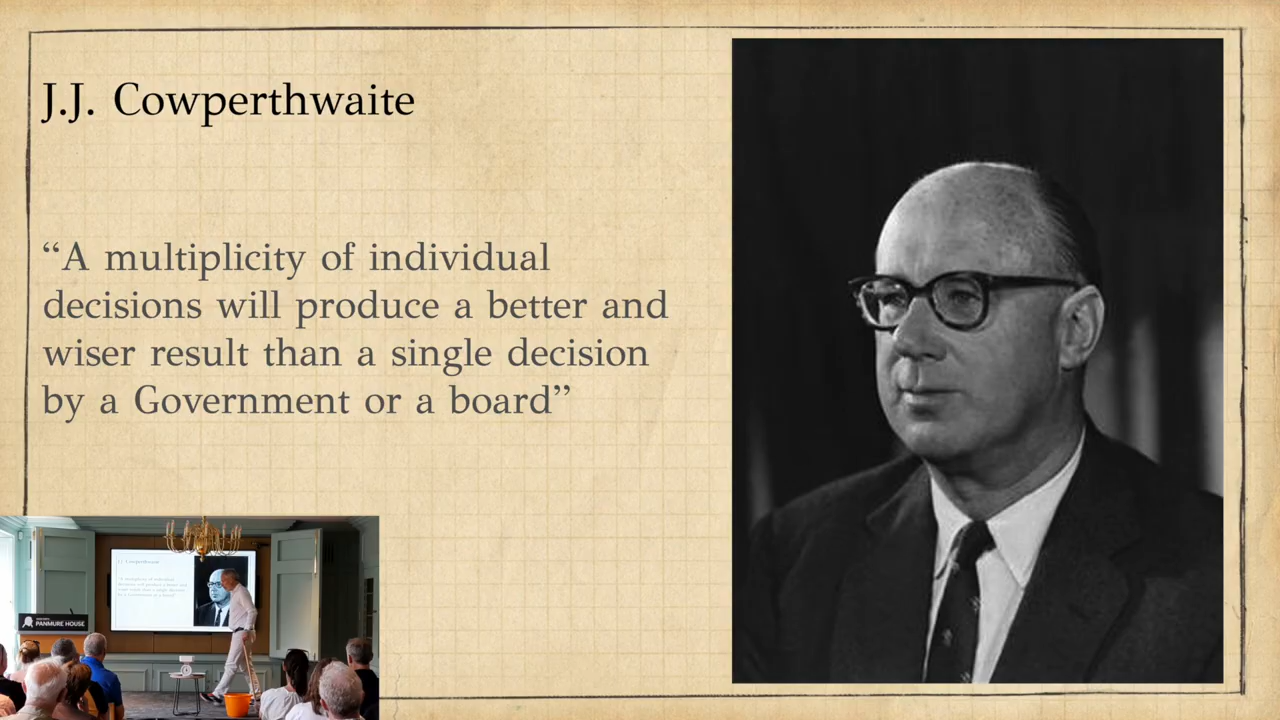 J.J. Cowperthwaite
“A multiplicity of individual
decisions will produce a better and
wiser result than a single decision
by a Government or a board”
J.J. Cowperthwaite
PANMURE HOUSE